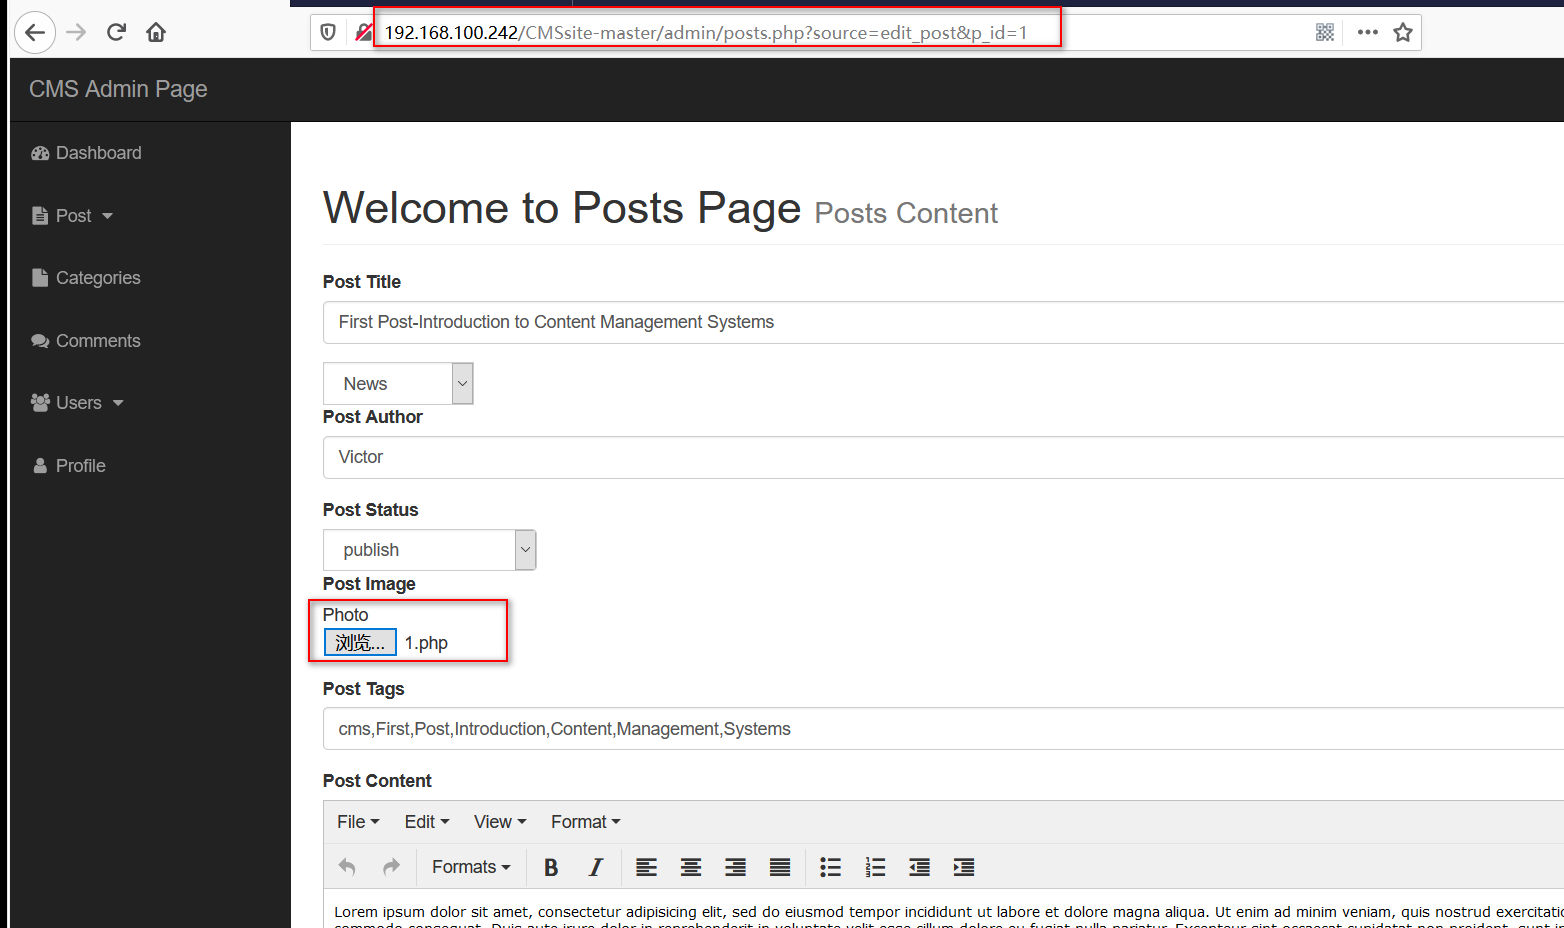 192.168.100.242/CMSsite-master/admin/posts.php?source=edit_post&p_id=1
CMS Admin Page
Dashboard
Post
Categories
Comments
Users
Profile
Welcome to Posts Page Posts Content
Post Title
First Post-Introduction to Content Management Systems
News
Post Author
Victor
Post Status
publish
Post Image
Photo
浏览... 1.php
Post Tags
cms,First,Post,Introduction,Content,Management,Systems
Post Content
File Edit View Format
Formats B I
Lorem ipsum dolor sit amet, consectetur adipisicing elit, sed do eiusmod tempor incididunt ut labore et dolore magna aliqua. Ut enim ad minim veniam, quis nostrud exercitatio